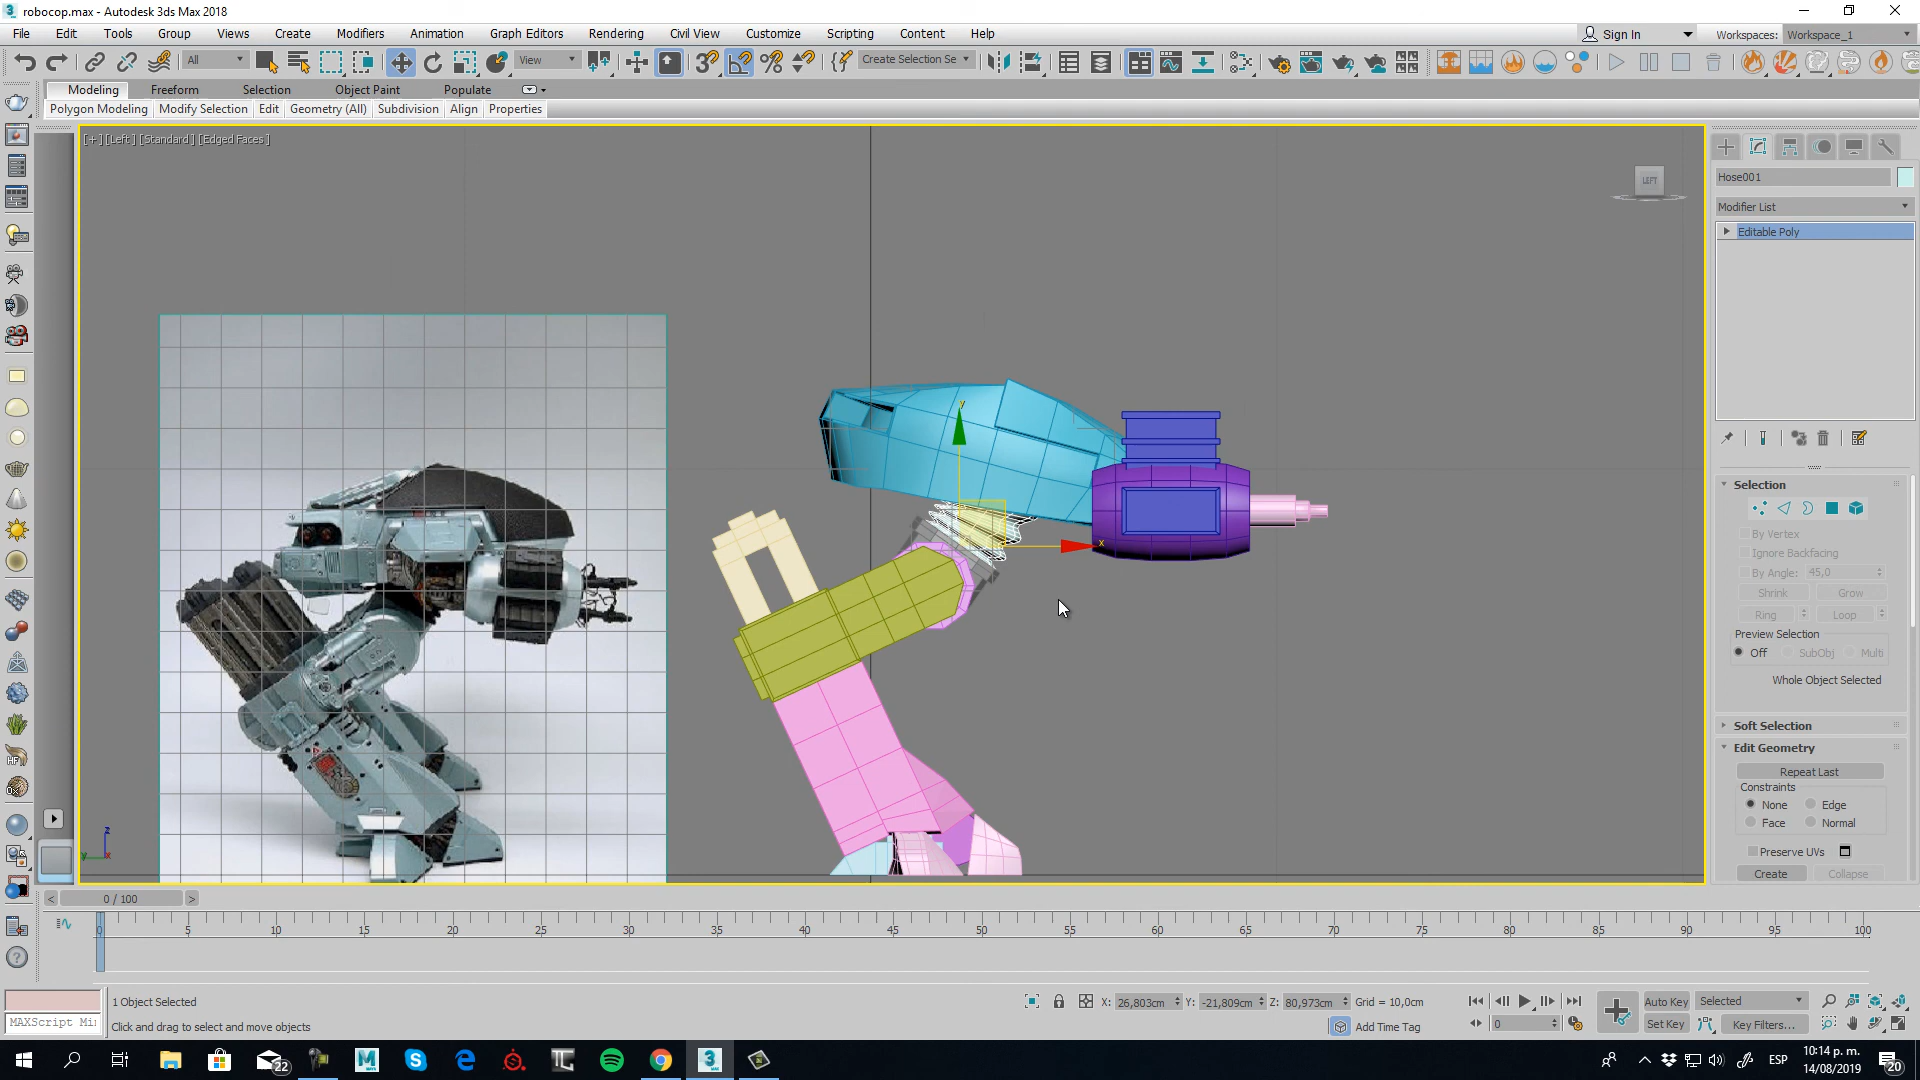 robocop.max - Autodesk 3ds Max 2018
File Edit Tools Group Views Create Modifiers Animation Graph Editors Rendering Civil View Customize Scripting Content Help
Sign In Workspaces: Workspace_1
All View Create Selection Se
Modeling Freeform Selection Object Paint Populate
Polygon Modeling Modify Selection Edit Geometry (All) Subdivision Align Properties
[+] [Left] [Standard] [Edged Faces]
LEFT
Hose001
Modifier List
Editable Poly
Selection
By Vertex
Ignore Backfacing
By Angle: 45,0
Shrink Grow
Ring Loop
Preview Selection
Off SubObj Multi
Whole Object Selected
Soft Selection
Edit Geometry
Repeat Last
Constraints
None Edge
Face Normal
Preserve UVs
Create Collapse
y
x
z
y x
0 / 100
0 5 10 15 20 25 30 35 40 45 50 55 60 65 70 75 80 85 90 95 100
1 Object Selected
X: 26,803cm Y: -21,809cm Z: 80,973cm Grid = 10,0cm
Auto Key Selected
MAXScript Mi
Click and drag to select and move objects
Add Time Tag
0
Set Key Key Filters...
22
ESP
10:14 p. m.
14/08/2019
20